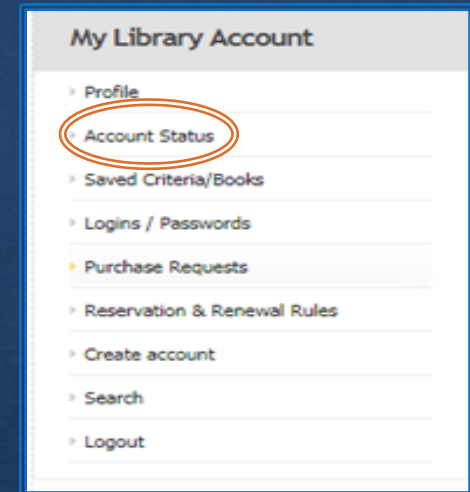 My Library Account
Profile
Account Status
Saved Criteria/Books
Logins / Passwords
Purchase Requests
Reservation & Renewal Rules
Create account
Search
Logout